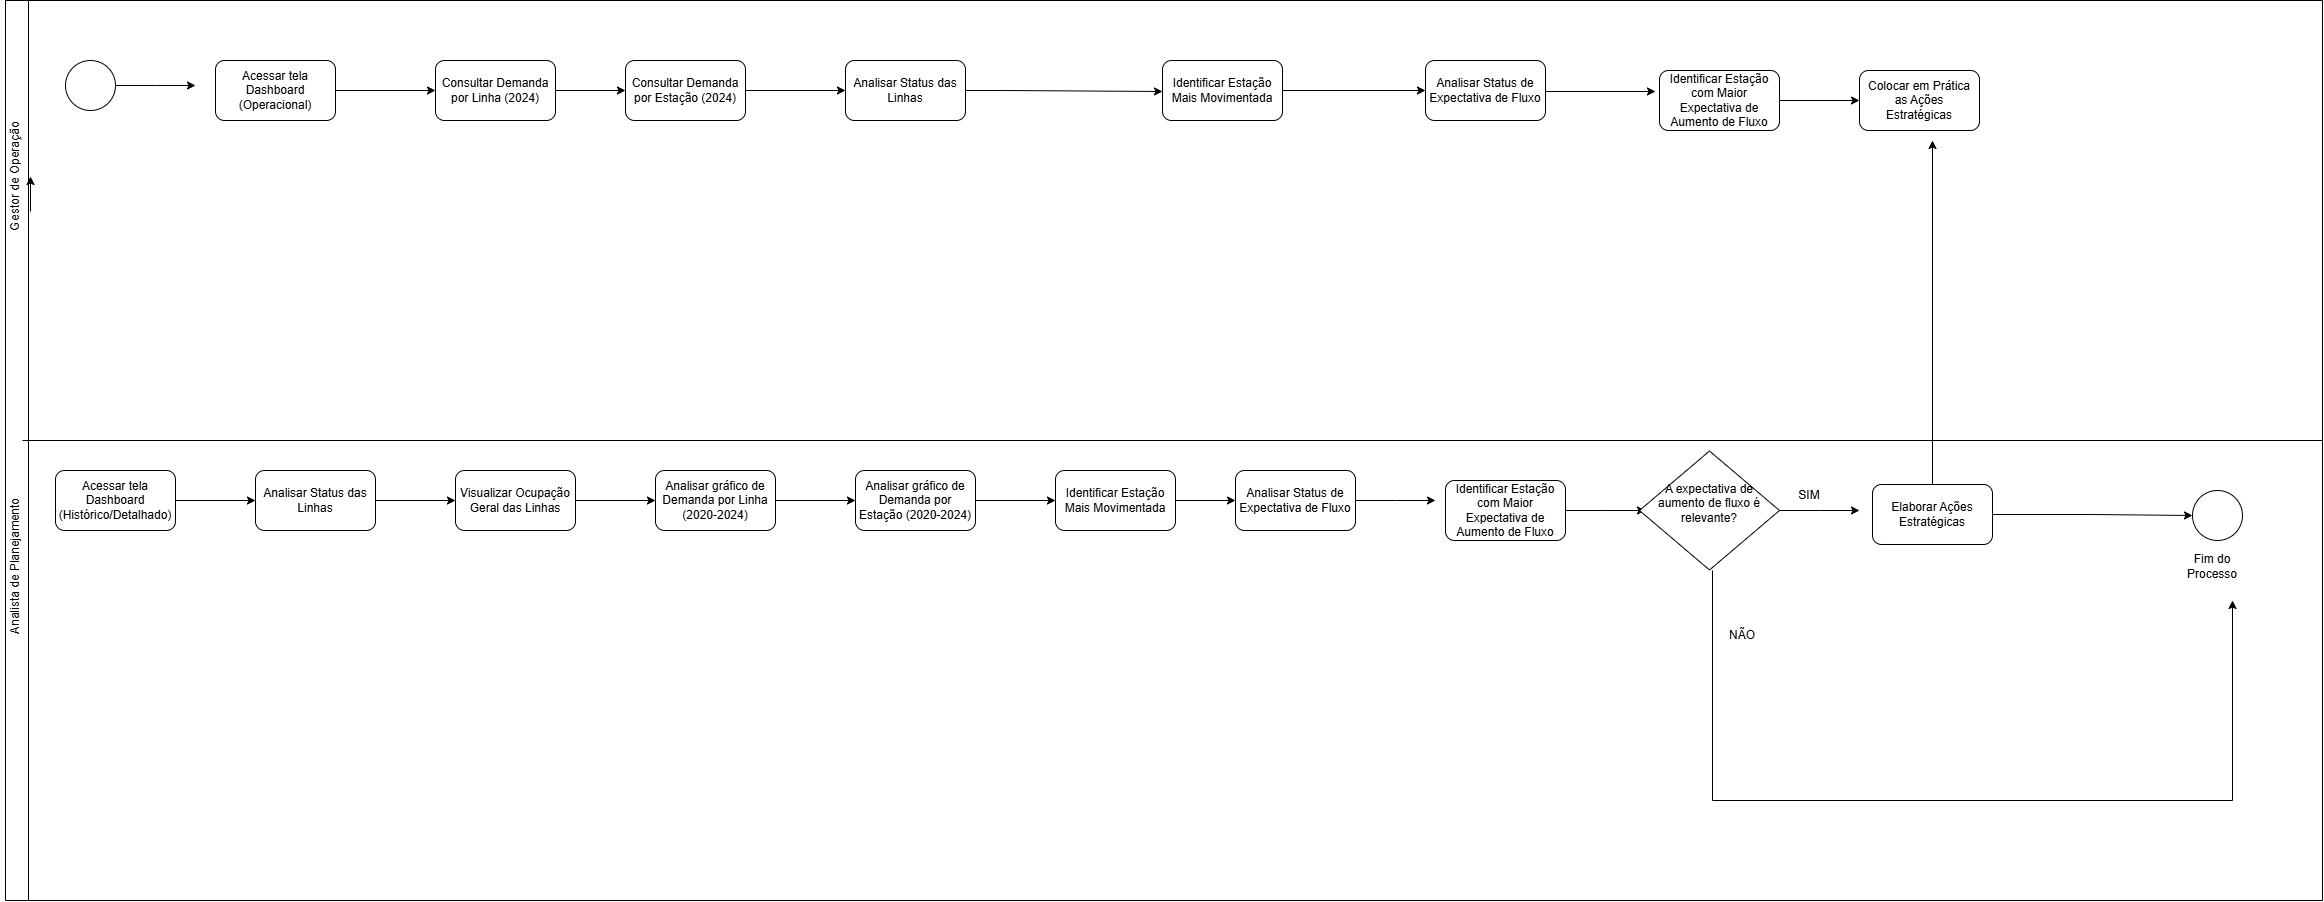 Gestor de Operação
Acessar tela
Dashboard
(Operacional)
Consultar Demanda
por Linha (2024)
Consultar Demanda
por Estação (2024)
Analisar Status das
Linhas
Identificar Estação
Mais Movimentada
Analisar Status de
Expectativa de Fluxo
Identificar Estação
com Maior
Expectativa de
Aumento de Fluxo
Colocar em Prática
as Ações
Estratégicas
Analista de Planejamento
Acessar tela
Dashboard
(Histórico/Detalhado)
Analisar Status das
Linhas
Visualizar Ocupação
Geral das Linhas
Analisar gráfico de
Demanda por Linha
(2020-2024)
Analisar gráfico de
Demanda por
Estação (2020-2024)
Identificar Estação
Mais Movimentada
Analisar Status de
Expectativa de Fluxo
Identificar Estação
com Maior
Expectativa de
Aumento de Fluxo
A expectativa de
aumento de fluxo é
relevante?
SIM
NÃO
Elaborar Ações
Estratégicas
Fim do
Processo